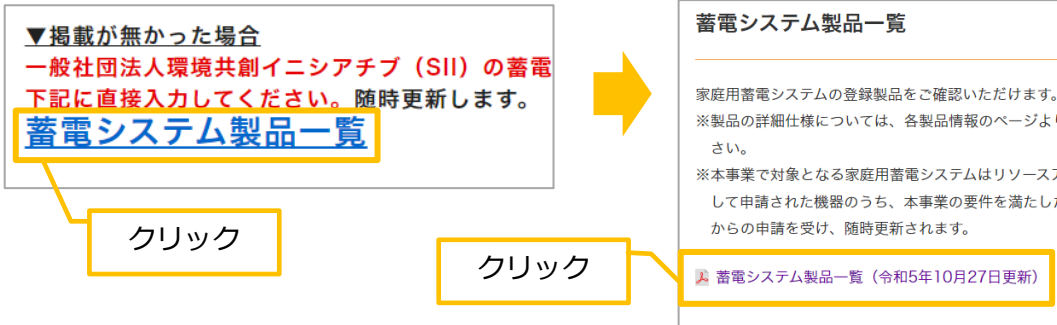 ▼掲載が無かった場合
一般社団法人環境共創イニシアチブ（SII）の蓄電
下記に直接入力してください。随時更新します。
蓄電システム製品一覧
クリック
蓄電システム製品一覧
家庭用蓄電システムの登録製品をご確認いただけます。
※製品の詳細仕様については、各製品情報のページより
さい。
※本事業で対象となる家庭用蓄電システムはリソースア
して申請された機器のうち、本事業の要件を満たした
からの申請を受け、随時更新されます。
クリック
蓄電システム製品一覧（令和5年10月27日更新）